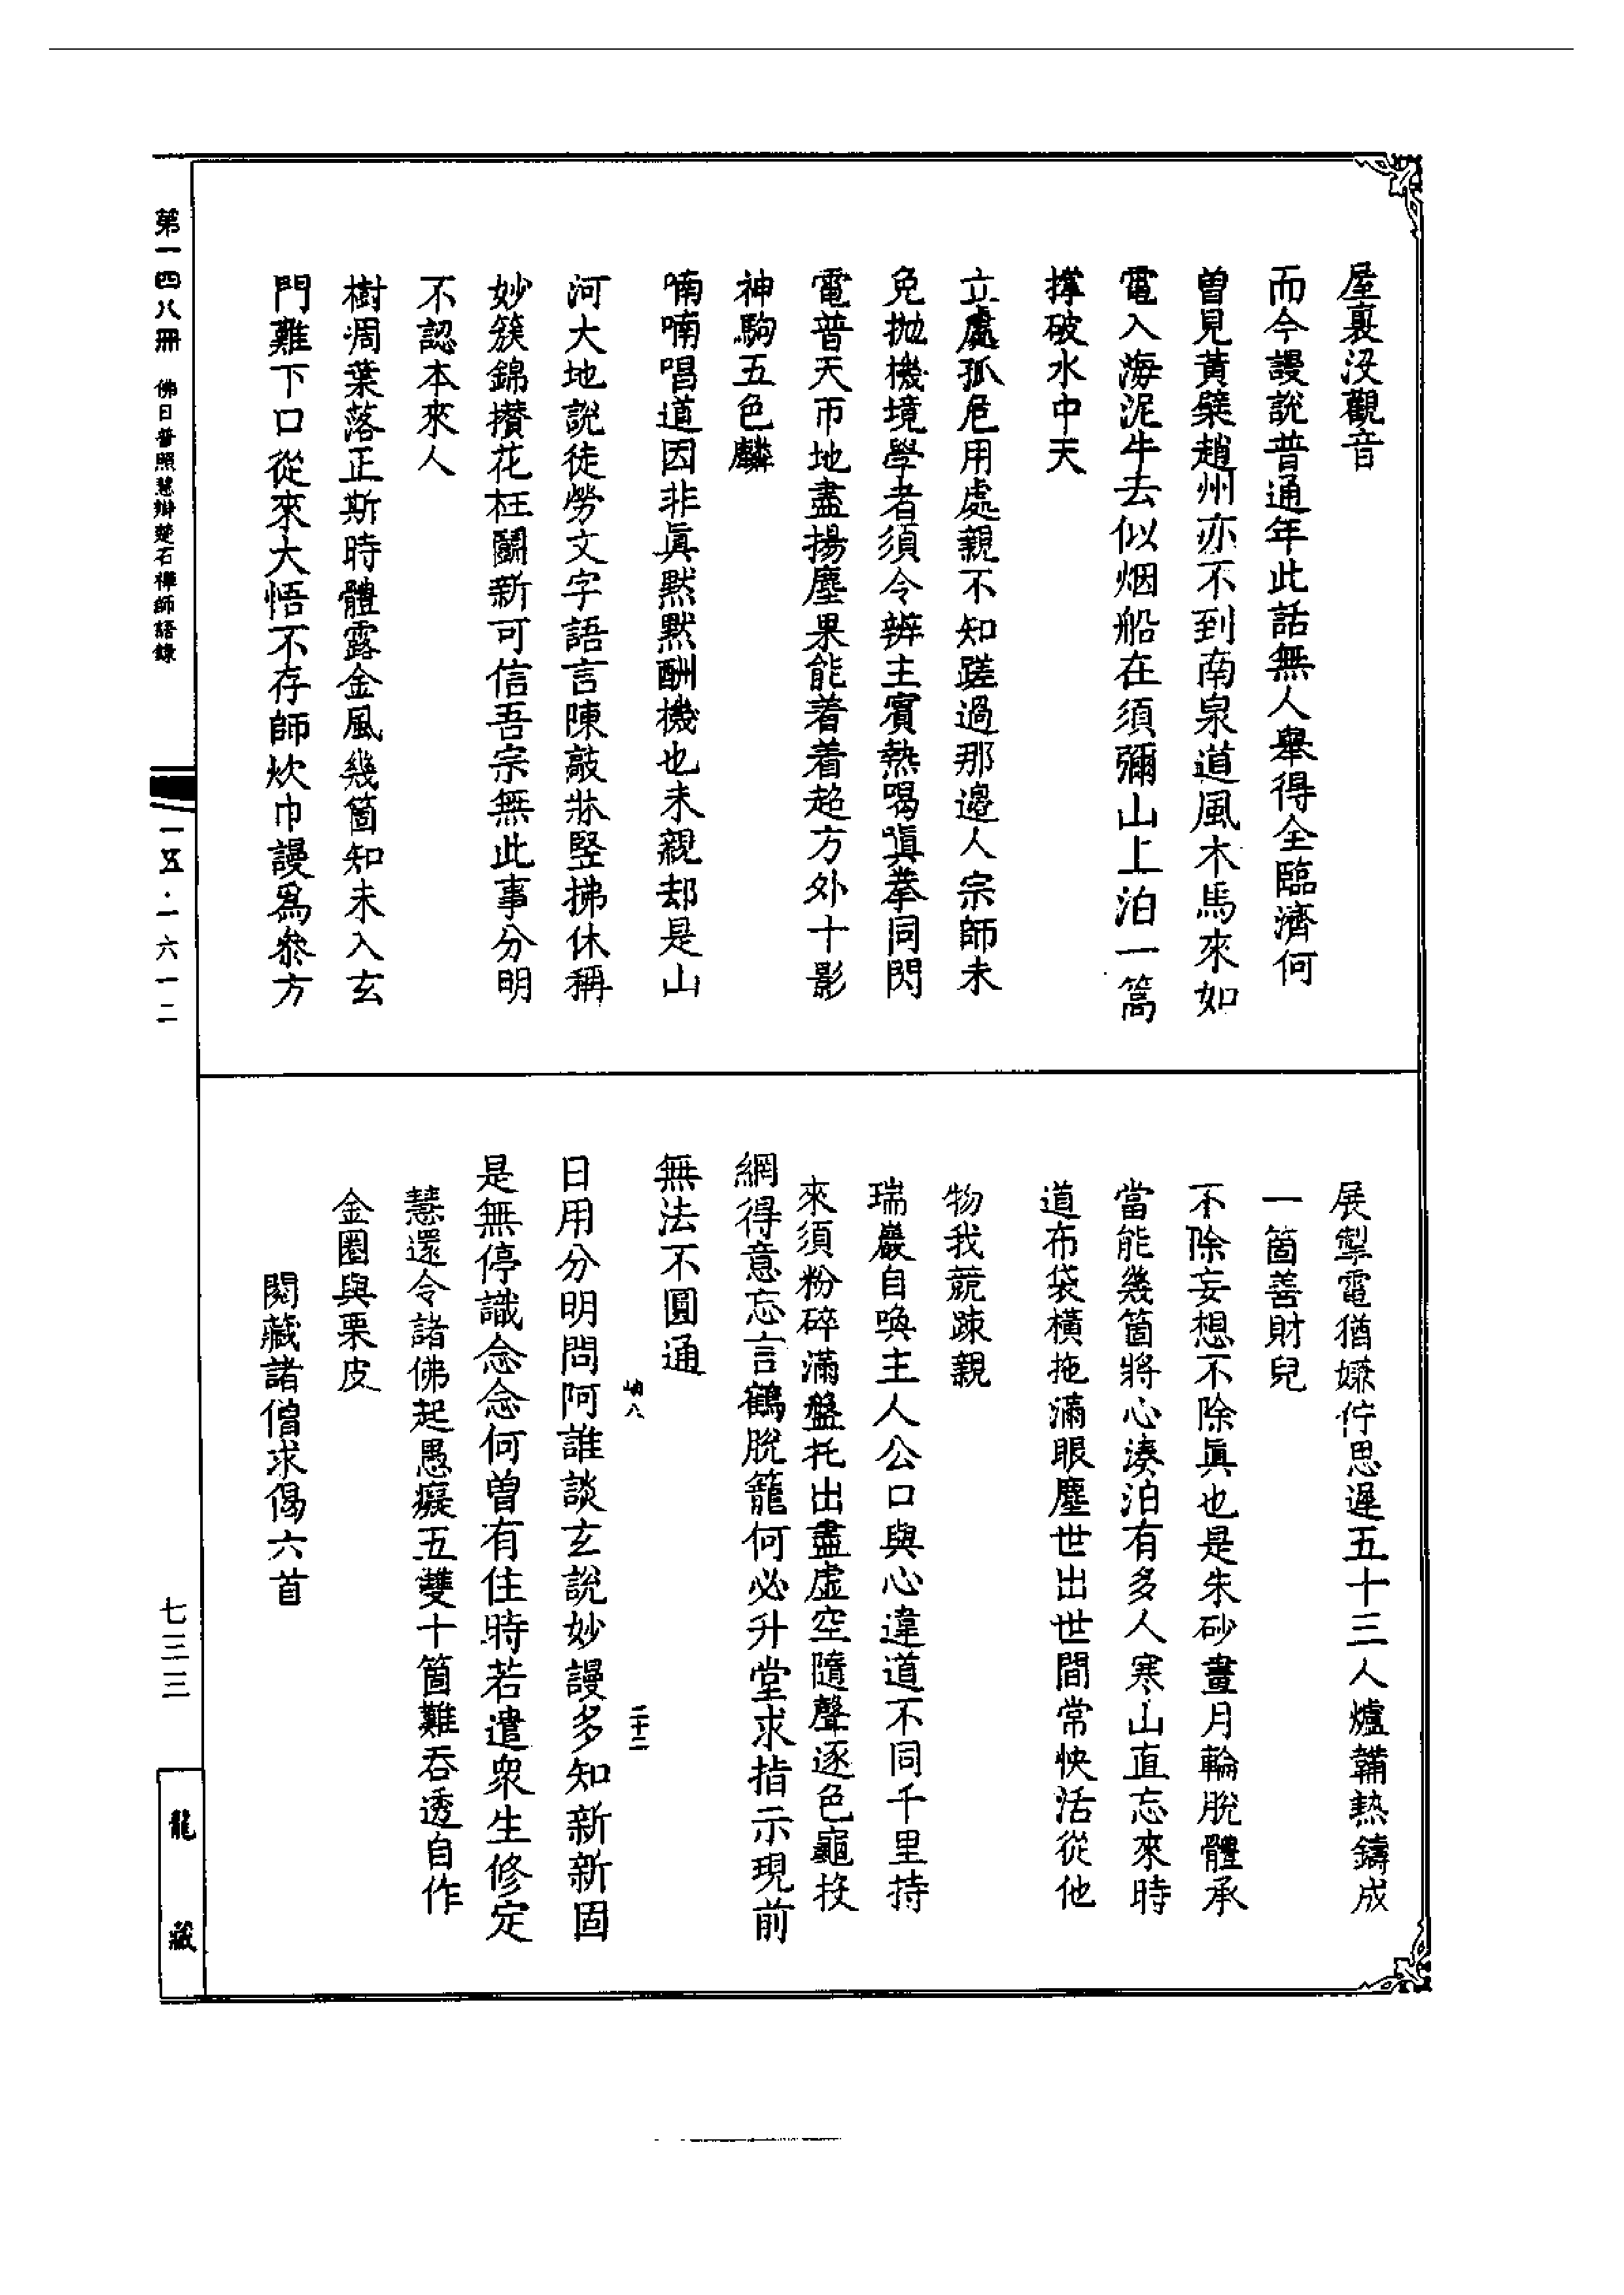 屋裏沒觀音
而今謾說普通年此話無人舉得全臨濟何
曾見黃檗趙州亦不到南泉道風木馬來如
電入海泥牛去似烟船在須彌山上泊一篙
撑破水中天
立處孤危用處親不知蹉過那邊人宗師未
免拋機境學者須令辨主賓熱喝嗔拳同閃
電普天帀地盡揚塵果能着着超方外十影
神駒五色麟
喃喃唱道因非眞默默酬機也未親却是山
河大地說徒勞文字語言陳敲牀竪拂休稱
妙簇錦攢花枉鬬新可信吾宗無此事分明
不認本來人
樹凋葉落正斯時體露金風幾箇知未入玄
門難下口從來大悟不存師炊巾謾爲叅方
展掣電猶嫌佇思遲五十三人爐鞴熱鑄成
一箇善財兒
不除妄想不除眞也是朱砂畫月輪脫體承
當能幾箇將心湊泊有多人寒山直忘來時
道布袋橫拖滿眼塵世出世間常快活從他
物我競疎親
瑞巖自喚主人公口與心違道不同千里持
來須粉碎滿盤托出盡虛空隨聲逐色龜投
網得意忘言鶴脫籠何必升堂求指示現前
無法不圓通
八
二十二
日用分明問阿誰談玄說妙謾多知新新固
是無停識念念何曾有住時若遣衆生修定
慧還令諸佛起愚癡五雙十箇難吞透自作
金圈與栗皮
閱藏諸僧求偈六首
第一四八冊 佛日普照慧辯楚石禪師語錄
一五·一六一二
七三三
龍藏